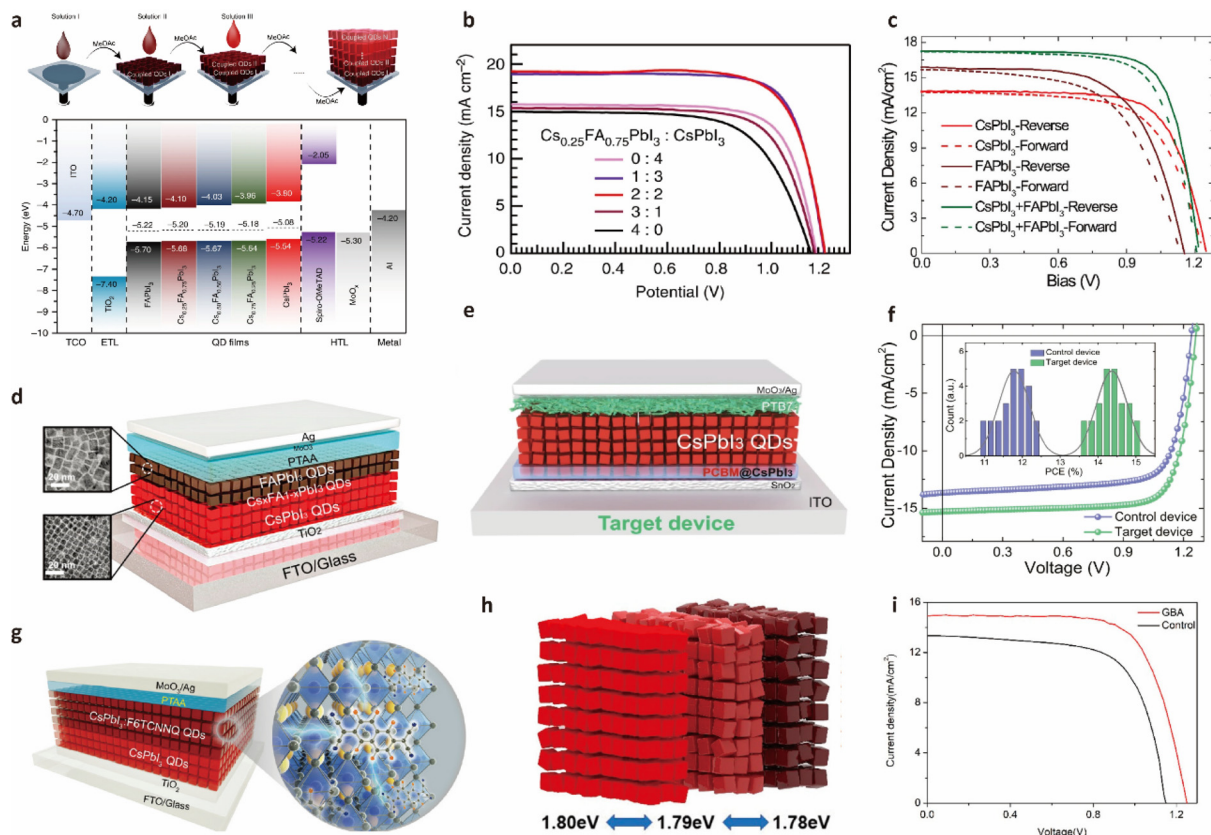 a
Solution I
Solution II
Solution III
MeOAc
MeOAc
MeOAc
MeOAc
Coupled QDs I
Coupled QDs II
Coupled QDs I
Energy (eV)
0
−1
−2
−3
−4
−5
−6
−7
−8
−9
−10
ITO
−4.70
−4.20
−7.40
TiO2
−4.15
−5.22
−5.70
FAPbI3
−4.10
−5.20
−5.68
Cs0.25FA0.75PbI3
−4.03
−5.19
−5.67
Cs0.50FA0.50PbI3
−3.96
−5.18
−5.64
Cs0.75FA0.25PbI3
−5.08
−5.54
CsPbI3
−2.05
−5.22
Spiro-OMeTAD
−5.30
MoOx
−4.20
Al
TCO ETL QD films HTL Metal
b
Current density (mA cm−2)
20
15
10
5
0
Cs0.25FA0.75PbI3 : CsPbI3
0 : 4
1 : 3
2 : 2
3 : 1
4 : 0
0.0 0.2 0.4 0.6 0.8 1.0 1.2
Potential (V)
c
Current Density (mA/cm2)
18
15
12
9
6
3
0
CsPbI3-Reverse
CsPbI3-Forward
FAPbI3-Reverse
FAPbI3-Forward
CsPbI3+FAPbI3-Reverse
CsPbI3+FAPbI3-Forward
0.0 0.3 0.6 0.9 1.2
Bias (V)
d
20 nm
20 nm
Ag
MoO3
PTAA
FAPbI3 QDs
CsxFA1-xPbI3 QDs
CsPbI3 QDs
TiO2
FTO/Glass
e
MoO3/Ag
PTB7
CsPbI3 QDs
PCBM@CsPbI3
SnO2
ITO
Target device
f
Current Density (mA/cm2)
0
−5
−10
−15
Count (a.u.)
6
3
0
Control device
Target device
11 12 13 14 15
PCE (%)
Control device
Target device
0.0 0.3 0.6 0.9 1.2
Voltage (V)
g
PTAA
CsPbI3:F6TCNNQ QDs
CsPbI3 QDs
TiO2
FTO/Glass
h
1.80eV 1.79eV 1.78eV
i
Current density(mA/cm2)
16
12
8
4
0
GBA
Control
0.0 0.4 0.8 1.2
Voltage(V)